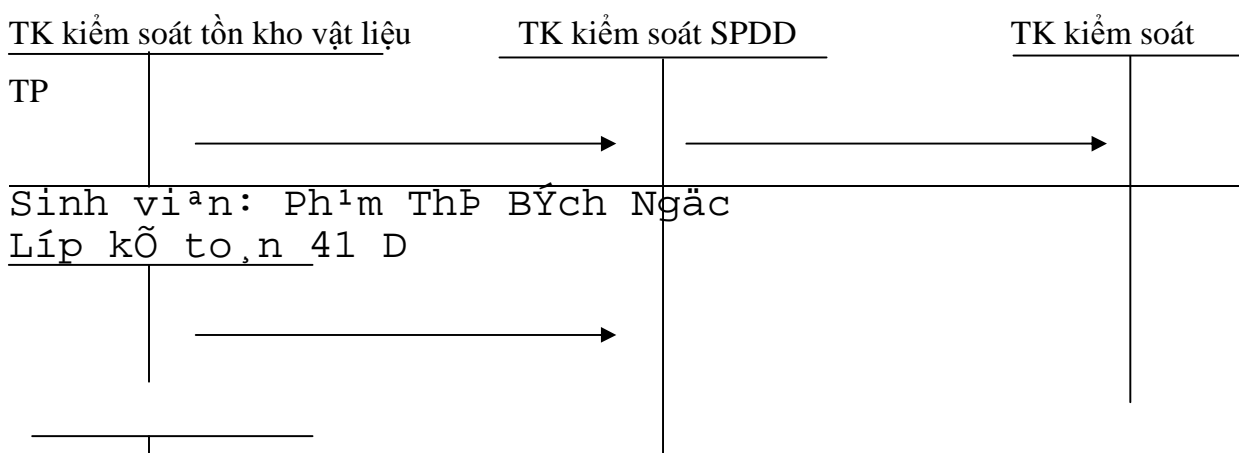 TK kiểm soát tồn kho vật liệu TK kiểm soát SPDD TK kiểm soát
TP
Sinh viªn: Ph¹m ThÞ BÝch Ngäc
Líp kÕ to¸n 41 D